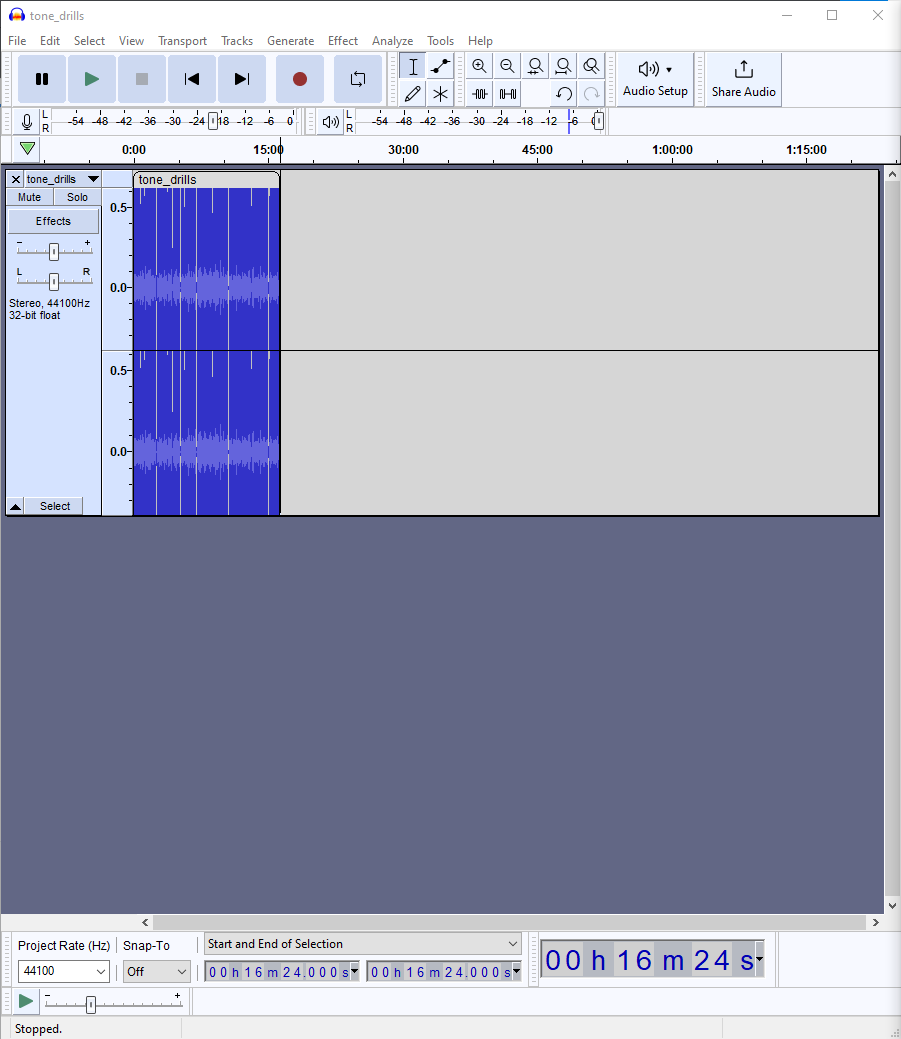 tone_drills
File Edit Select View Transport Tracks Generate Effect Analyze Tools Help
Audio Setup
Share Audio
L
R
-54 -48 -42 -36 -30 -24 -18 -12 -6 0
L
R
-54 -48 -42 -36 -30 -24 -18 -12 -6 0
0:00 15:00 30:00 45:00 1:00:00 1:15:00
tone_drills
tone_drills
Mute Solo
Effects
- +
L R
Stereo, 44100Hz
32-bit float
Select
0.5
0.0
0.5
0.0
Project Rate (Hz)
Snap-To
Start and End of Selection
44100
Off
00 h 16 m 24.000 s
00 h 16 m 24.000 s
00 h 16 m 24 s
- +
Stopped.